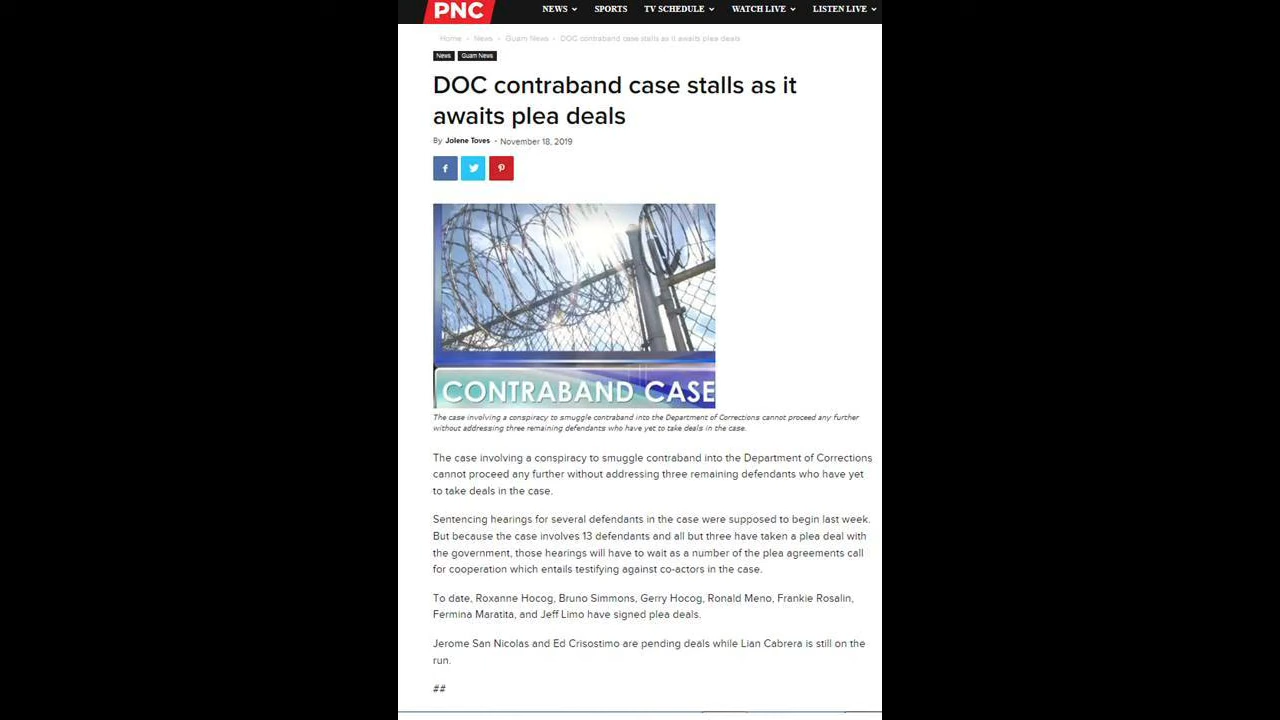 PNC
NEWS SPORTS TV SCHEDULE WATCH LIVE LISTEN LIVE
Home › News › Guam News › DOC contraband case stalls as it awaits plea deals
News Guam News
DOC contraband case stalls as it
awaits plea deals
By Jolene Toves - November 18, 2019
CONTRABAND CASE
The case involving a conspiracy to smuggle contraband into the Department of Corrections cannot proceed any further
without addressing three remaining defendants who have yet to take deals in the case.
The case involving a conspiracy to smuggle contraband into the Department of Corrections
cannot proceed any further without addressing three remaining defendants who have yet
to take deals in the case.
Sentencing hearings for several defendants in the case were supposed to begin last week.
But because the case involves 13 defendants and all but three have taken a plea deal with
the government, those hearings will have to wait as a number of the plea agreements call
for cooperation which entails testifying against co-actors in the case.
To date, Roxanne Hocog, Bruno Simmons, Gerry Hocog, Ronald Meno, Frankie Rosalin,
Fermina Maratita, and Jeff Limo have signed plea deals.
Jerome San Nicolas and Ed Crisostimo are pending deals while Lian Cabrera is still on the
run.
##